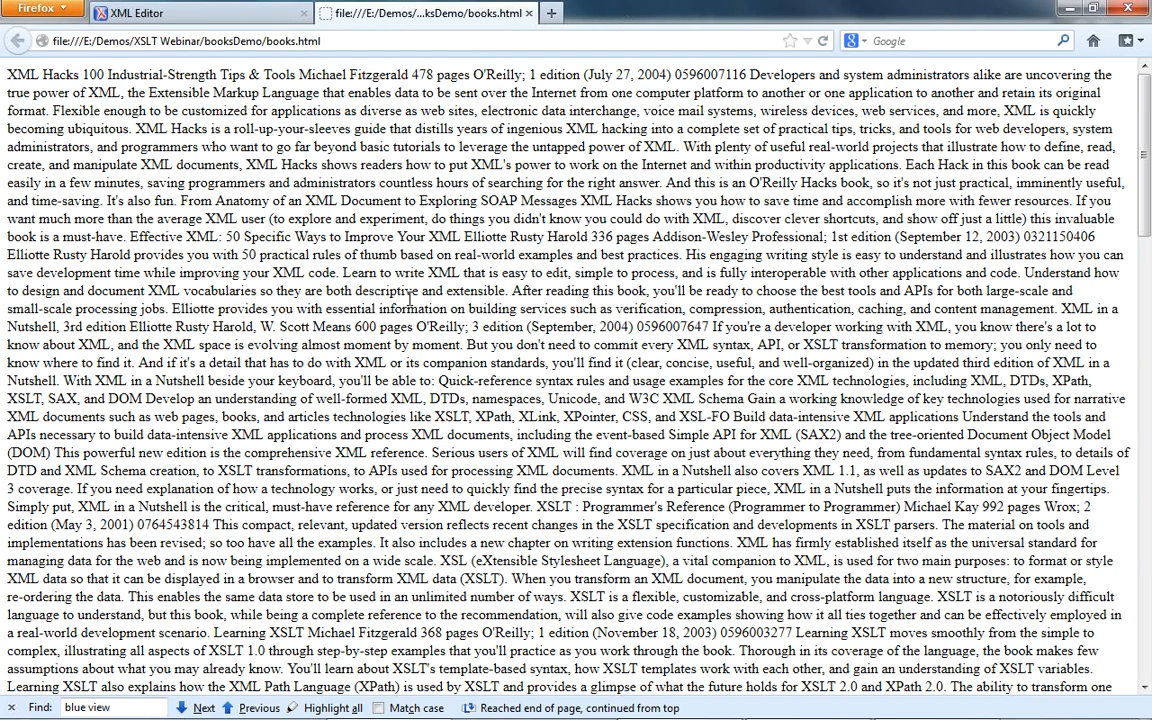 Firefox
XML Editor
file:///E:/Demos/...ksDemo/books.html
file:///E:/Demos/XSLT Webinar/booksDemo/books.html
Google
XML Hacks 100 Industrial-Strength Tips & Tools Michael Fitzgerald 478 pages O'Reilly; 1 edition (July 27, 2004) 0596007116 Developers and system administrators alike are uncovering the
true power of XML, the Extensible Markup Language that enables data to be sent over the Internet from one computer platform to another or one application to another and retain its original
format. Flexible enough to be customized for applications as diverse as web sites, electronic data interchange, voice mail systems, wireless devices, web services, and more, XML is quickly
becoming ubiquitous. XML Hacks is a roll-up-your-sleeves guide that distills years of ingenious XML hacking into a complete set of practical tips, tricks, and tools for web developers, system
administrators, and programmers who want to go far beyond basic tutorials to leverage the untapped power of XML. With plenty of useful real-world projects that illustrate how to define, read,
create, and manipulate XML documents, XML Hacks shows readers how to put XML's power to work on the Internet and within productivity applications. Each Hack in this book can be read
easily in a few minutes, saving programmers and administrators countless hours of searching for the right answer. And this is an O'Reilly Hacks book, so it's not just practical, imminently useful,
and time-saving. It's also fun. From Anatomy of an XML Document to Exploring SOAP Messages XML Hacks shows you how to save time and accomplish more with fewer resources. If you
want much more than the average XML user (to explore and experiment, do things you didn't know you could do with XML, discover clever shortcuts, and show off just a little) this invaluable
book is a must-have. Effective XML: 50 Specific Ways to Improve Your XML Elliotte Rusty Harold 336 pages Addison-Wesley Professional; 1st edition (September 12, 2003) 0321150406
Elliotte Rusty Harold provides you with 50 practical rules of thumb based on real-world examples and best practices. His engaging writing style is easy to understand and illustrates how you can
save development time while improving your XML code. Learn to write XML that is easy to edit, simple to process, and is fully interoperable with other applications and code. Understand how
to design and document XML vocabularies so they are both descriptive and extensible. After reading this book, you'll be ready to choose the best tools and APIs for both large-scale and
small-scale processing jobs. Elliotte provides you with essential information on building services such as verification, compression, authentication, caching, and content management. XML in a
Nutshell, 3rd edition Elliotte Rusty Harold, W. Scott Means 600 pages O'Reilly; 3 edition (September, 2004) 0596007647 If you're a developer working with XML, you know there's a lot to
know about XML, and the XML space is evolving almost moment by moment. But you don't need to commit every XML syntax, API, or XSLT transformation to memory; you only need to
know where to find it. And if it's a detail that has to do with XML or its companion standards, you'll find it (clear, concise, useful, and well-organized) in the updated third edition of XML in a
Nutshell. With XML in a Nutshell beside your keyboard, you'll be able to: Quick-reference syntax rules and usage examples for the core XML technologies, including XML, DTDs, XPath,
XSLT, SAX, and DOM Develop an understanding of well-formed XML, DTDs, namespaces, Unicode, and W3C XML Schema Gain a working knowledge of key technologies used for narrative
XML documents such as web pages, books, and articles technologies like XSLT, XPath, XLink, XPointer, CSS, and XSL-FO Build data-intensive XML applications Understand the tools and
APIs necessary to build data-intensive XML applications and process XML documents, including the event-based Simple API for XML (SAX2) and the tree-oriented Document Object Model
(DOM) This powerful new edition is the comprehensive XML reference. Serious users of XML will find coverage on just about everything they need, from fundamental syntax rules, to details of
DTD and XML Schema creation, to XSLT transformations, to APIs used for processing XML documents. XML in a Nutshell also covers XML 1.1, as well as updates to SAX2 and DOM Level
3 coverage. If you need explanation of how a technology works, or just need to quickly find the precise syntax for a particular piece, XML in a Nutshell puts the information at your fingertips.
Simply put, XML in a Nutshell is the critical, must-have reference for any XML developer. XSLT : Programmer's Reference (Programmer to Programmer) Michael Kay 992 pages Wrox; 2
edition (May 3, 2001) 0764543814 This compact, relevant, updated version reflects recent changes in the XSLT specification and developments in XSLT parsers. The material on tools and
implementations has been revised; so too have all the examples. It also includes a new chapter on writing extension functions. XML has firmly established itself as the universal standard for
managing data for the web and is now being implemented on a wide scale. XSL (eXtensible Stylesheet Language), a vital companion to XML, is used for two main purposes: to format or style
XML data so that it can be displayed in a browser and to transform XML data (XSLT). When you transform an XML document, you manipulate the data into a new structure, for example,
re-ordering the data. This enables the same data store to be used in an unlimited number of ways. XSLT is a flexible, customizable, and cross-platform language. XSLT is a notoriously difficult
language to understand, but this book, while being a complete reference to the recommendation, will also give code examples showing how it all ties together and can be effectively employed in
a real-world development scenario. Learning XSLT Michael Fitzgerald 368 pages O'Reilly; 1 edition (November 18, 2003) 0596003277 Learning XSLT moves smoothly from the simple to
complex, illustrating all aspects of XSLT 1.0 through step-by-step examples that you'll practice as you work through the book. Thorough in its coverage of the language, the book makes few
assumptions about what you may already know. You'll learn about XSLT's template-based syntax, how XSLT templates work with each other, and gain an understanding of XSLT variables.
Learning XSLT also explains how the XML Path Language (XPath) is used by XSLT and provides a glimpse of what the future holds for XSLT 2.0 and XPath 2.0. The ability to transform one
Find: blue view Next Previous Highlight all Match case Reached end of page, continued from top